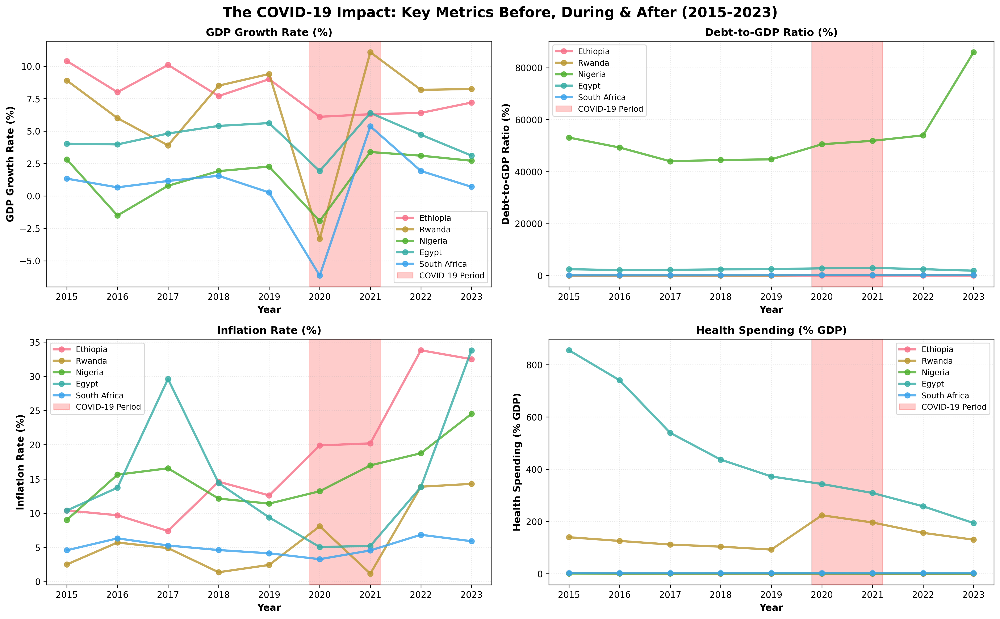 The COVID-19 Impact: Key Metrics Before, During & After (2015-2023)
GDP Growth Rate (%)
GDP Growth Rate (%)
10.0
7.5
5.0
2.5
0.0
−2.5
−5.0
Ethiopia
Rwanda
Nigeria
Egypt
South Africa
COVID-19 Period
2015 2016 2017 2018 2019 2020 2021 2022 2023
Year
Debt-to-GDP Ratio (%)
Debt-to-GDP Ratio (%)
80000
60000
40000
20000
0
Ethiopia
Rwanda
Nigeria
Egypt
South Africa
COVID-19 Period
2015 2016 2017 2018 2019 2020 2021 2022 2023
Year
Inflation Rate (%)
Inflation Rate (%)
35
30
25
20
15
10
5
0
Ethiopia
Rwanda
Nigeria
Egypt
South Africa
COVID-19 Period
2015 2016 2017 2018 2019 2020 2021 2022 2023
Year
Health Spending (% GDP)
Health Spending (% GDP)
800
600
400
200
0
Ethiopia
Rwanda
Nigeria
Egypt
South Africa
COVID-19 Period
2015 2016 2017 2018 2019 2020 2021 2022 2023
Year